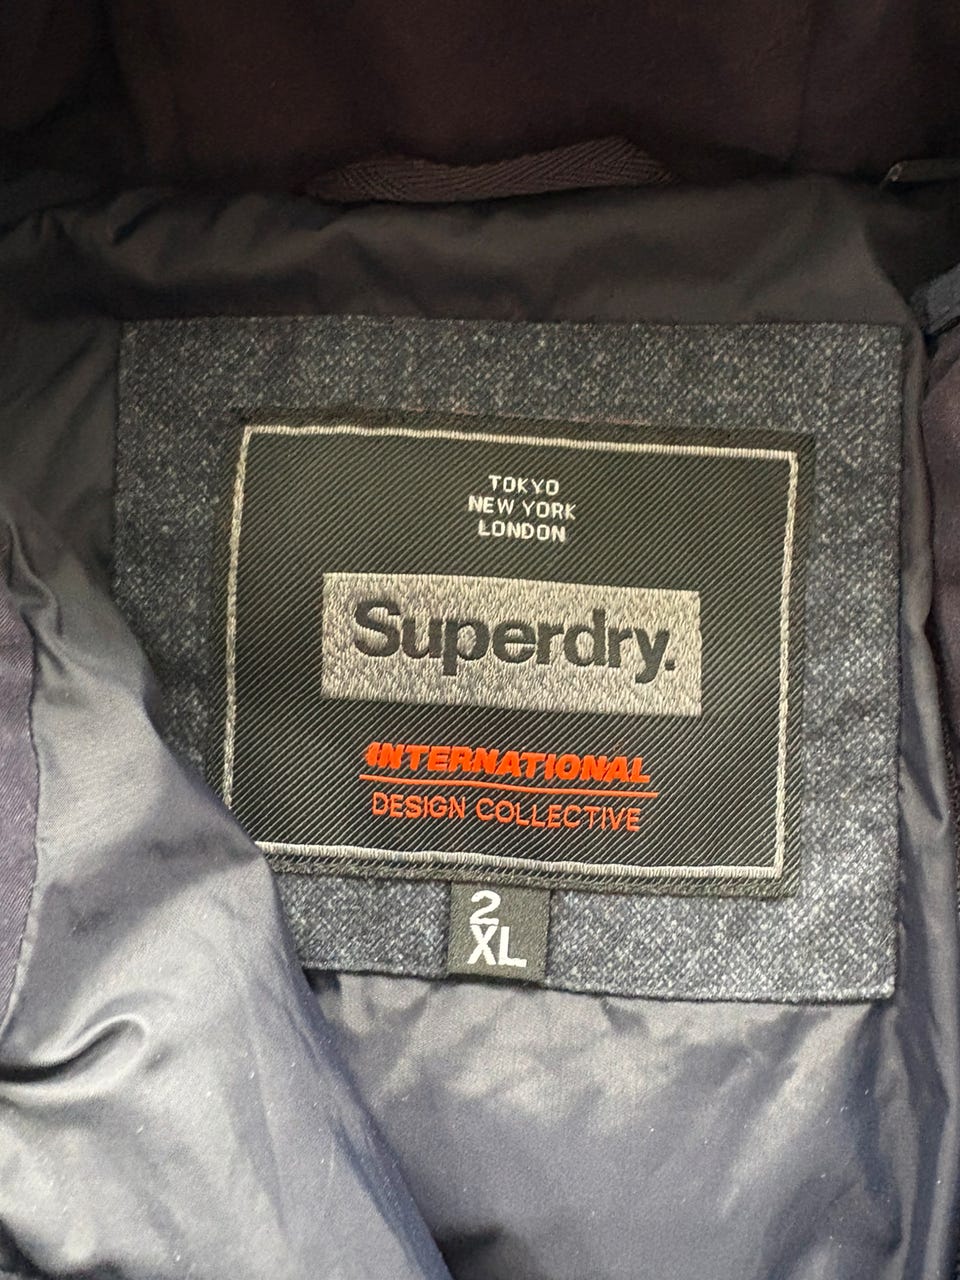 TOKYO
NEW YORK
LONDON
Superdry.
INTERNATIONAL
DESIGN COLLECTIVE
2
XL